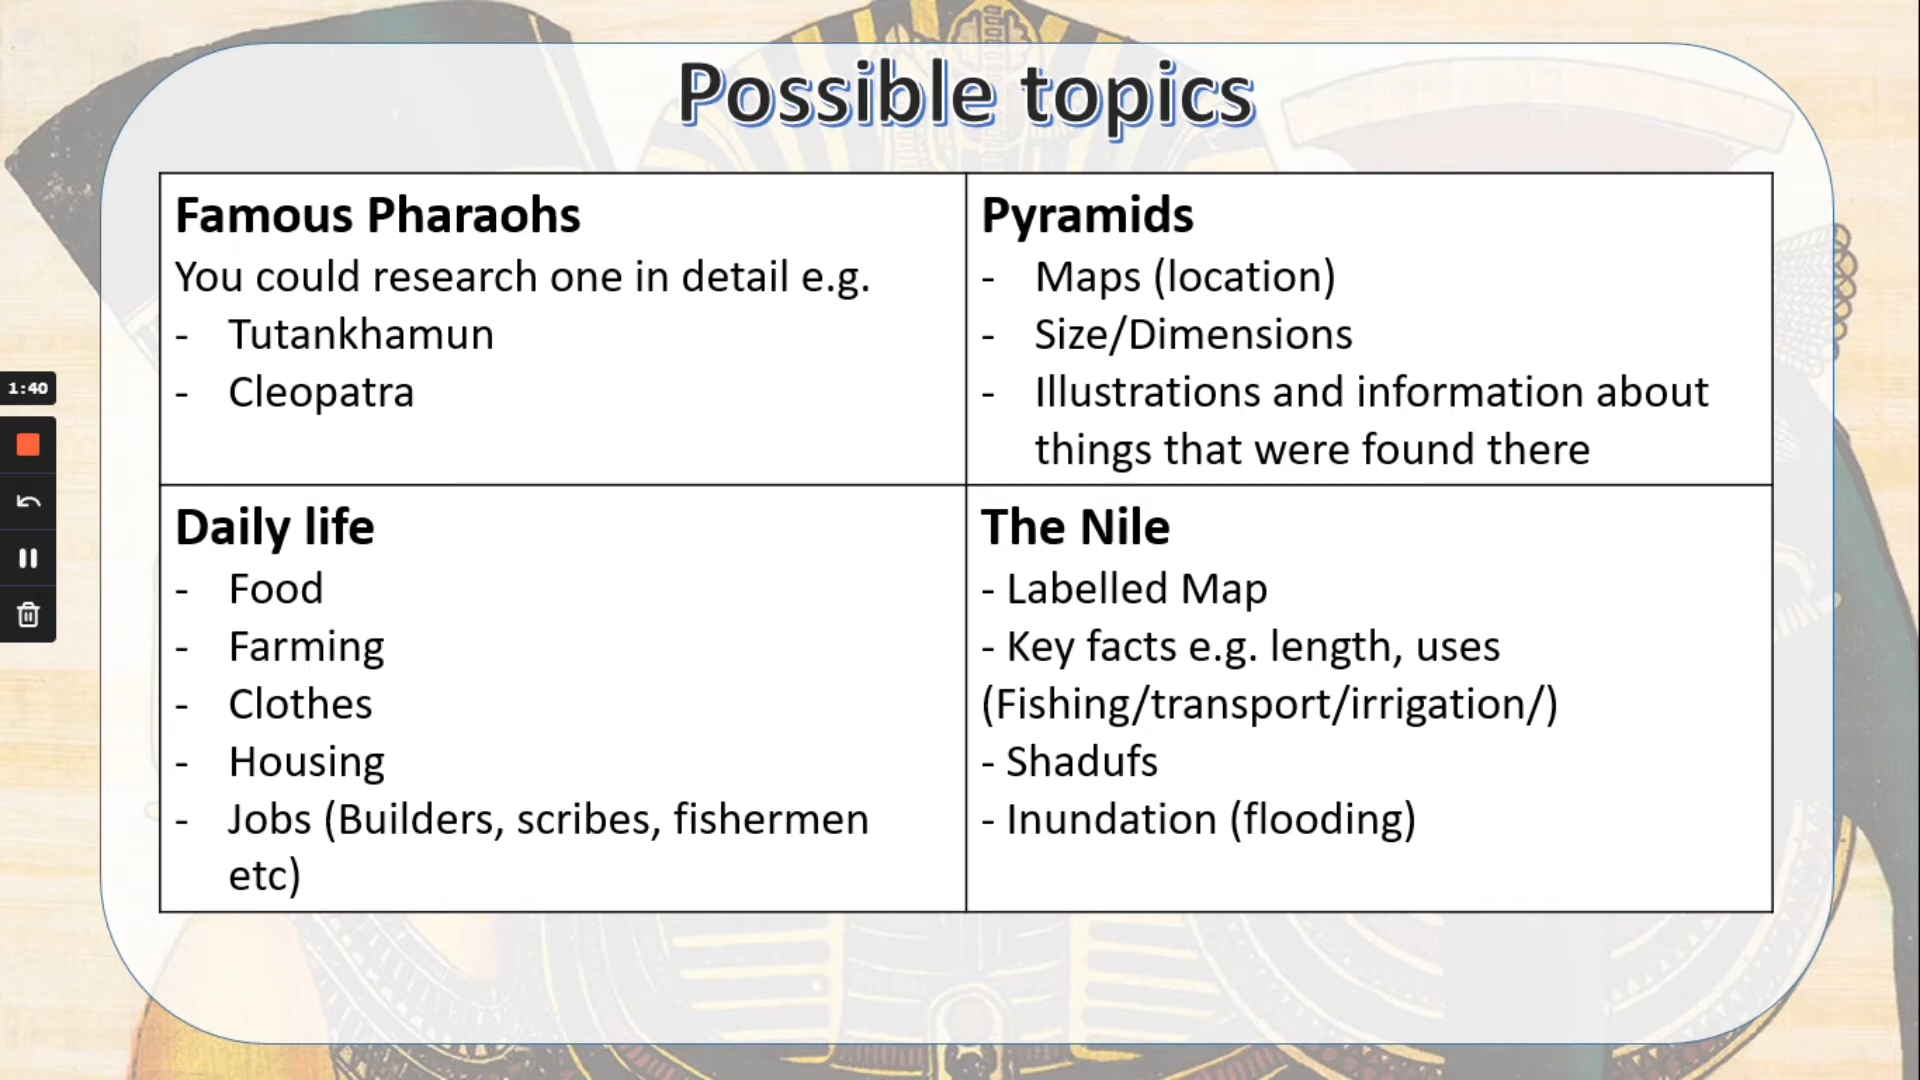 Possible topics
Famous Pharaohs
You could research one in detail e.g.
- Tutankhamun
- Cleopatra
Pyramids
- Maps (location)
- Size/Dimensions
- Illustrations and information about
things that were found there
1:40
Daily life
- Food
- Farming
- Clothes
- Housing
- Jobs (Builders, scribes, fishermen
etc)
The Nile
- Labelled Map
- Key facts e.g. length, uses
(Fishing/transport/irrigation/)
- Shadufs
- Inundation (flooding)